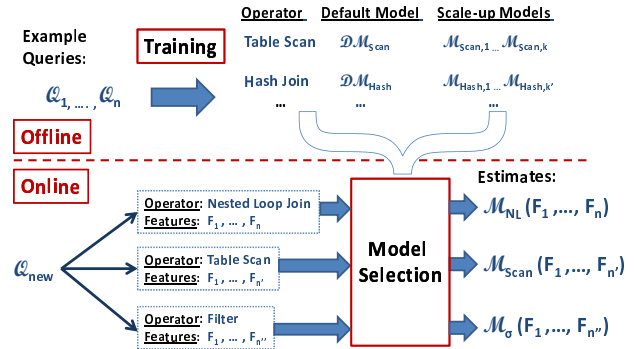 Operator Default Model Scale-up Models
Example Queries:
Training
Table Scan 𝒟ℳScan ℳScan,1 ... ℳScan,k
Hash Join 𝒟ℳHash ℳHash,1 ... ℳHash,k'
𝒬1, .... , 𝒬n
... ... ...
Offline
Online
Estimates:
Operator: Nested Loop Join
Features: F1 , ... , Fn
ℳNL (F1 ,..., Fn)
𝒬new
Operator: Table Scan
Features: F1 , ... , Fn'
Model Selection
ℳScan (F1 ,..., Fn')
Operator: Filter
Features: F1 , ... , Fn''
ℳσ (F1 ,..., Fn'')